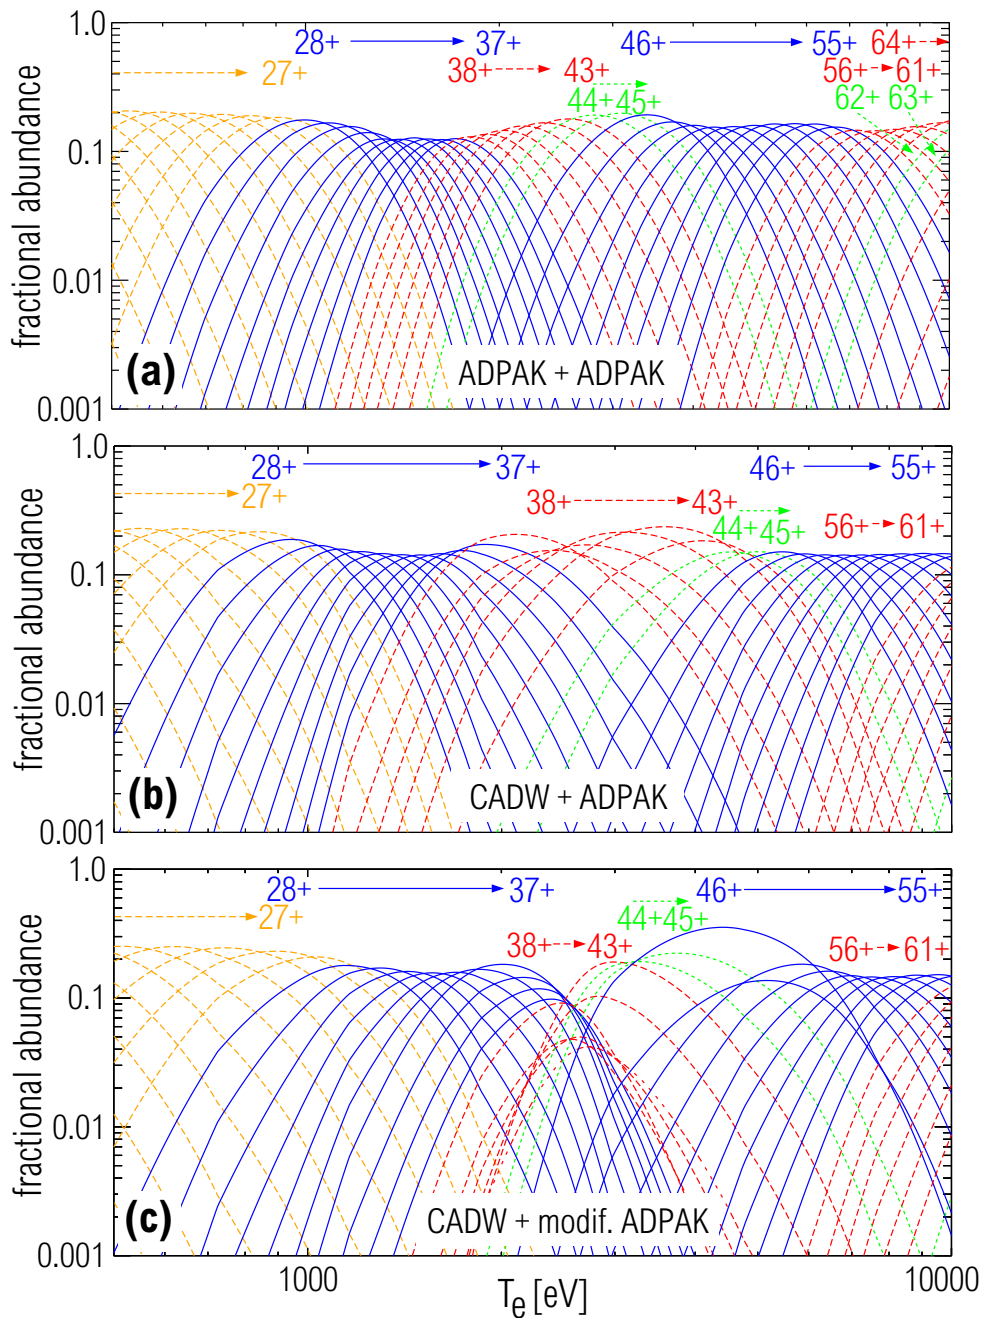 1.0
28+ 37+ 46+ 55+ 64+
27+ 38+ 43+ 56+ 61+
44+ 45+ 62+ 63+
0.1
fractional abundance
0.01
(a) ADPAK + ADPAK
0.001
1.0
28+ 37+ 46+ 55+
27+ 38+ 43+
44+ 45+ 56+ 61+
0.1
fractional abundance
0.01
(b) CADW + ADPAK
0.001
1.0
28+ 37+ 46+ 55+
27+ 44+ 45+
38+ 43+ 56+ 61+
0.1
fractional abundance
0.01
(c) CADW + modif. ADPAK
0.001
1000 10000
T_e [eV]